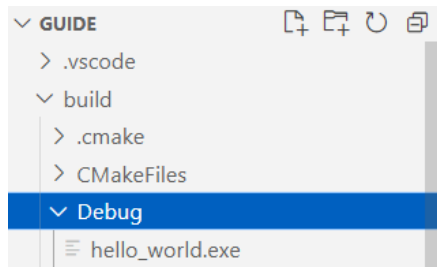 GUIDE
.vscode
build
.cmake
CMakeFiles
Debug
hello_world.exe